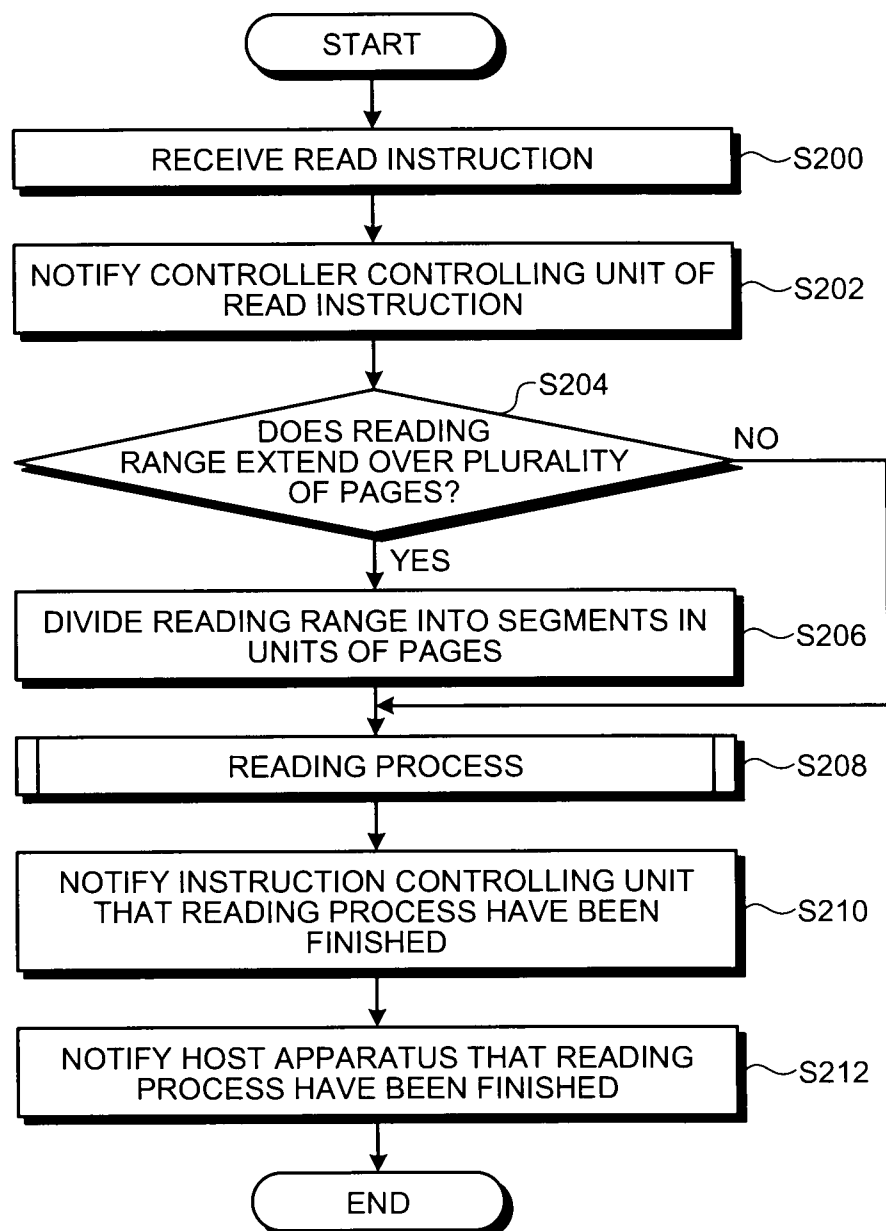 START
RECEIVE READ INSTRUCTION
S200
NOTIFY CONTROLLER CONTROLLING UNIT OF
READ INSTRUCTION
S202
S204
DOES READING
RANGE EXTEND OVER PLURALITY
OF PAGES?
NO
YES
DIVIDE READING RANGE INTO SEGMENTS IN
UNITS OF PAGES
S206
READING PROCESS
S208
NOTIFY INSTRUCTION CONTROLLING UNIT
THAT READING PROCESS HAVE BEEN
FINISHED
S210
NOTIFY HOST APPARATUS THAT READING
PROCESS HAVE BEEN FINISHED
S212
END